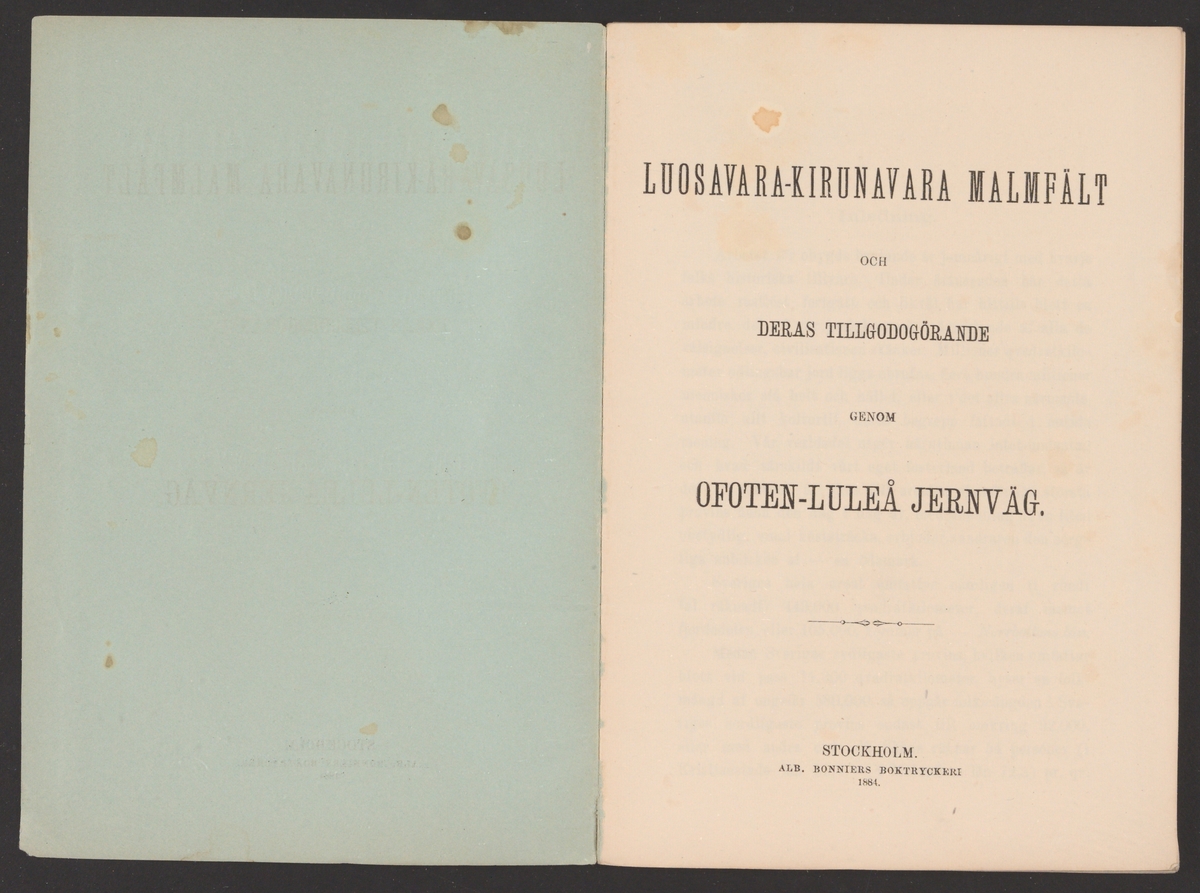 LUOSAVARA-KIRUNAVARA MALMFÄLT
OCH
DERAS TILLGODOGÖRANDE
GENOM
OFOTEN-LULEÅ JERNVÄG.
STOCKHOLM.
ALB. BONNIERS BOKTRYCKERI
1884.